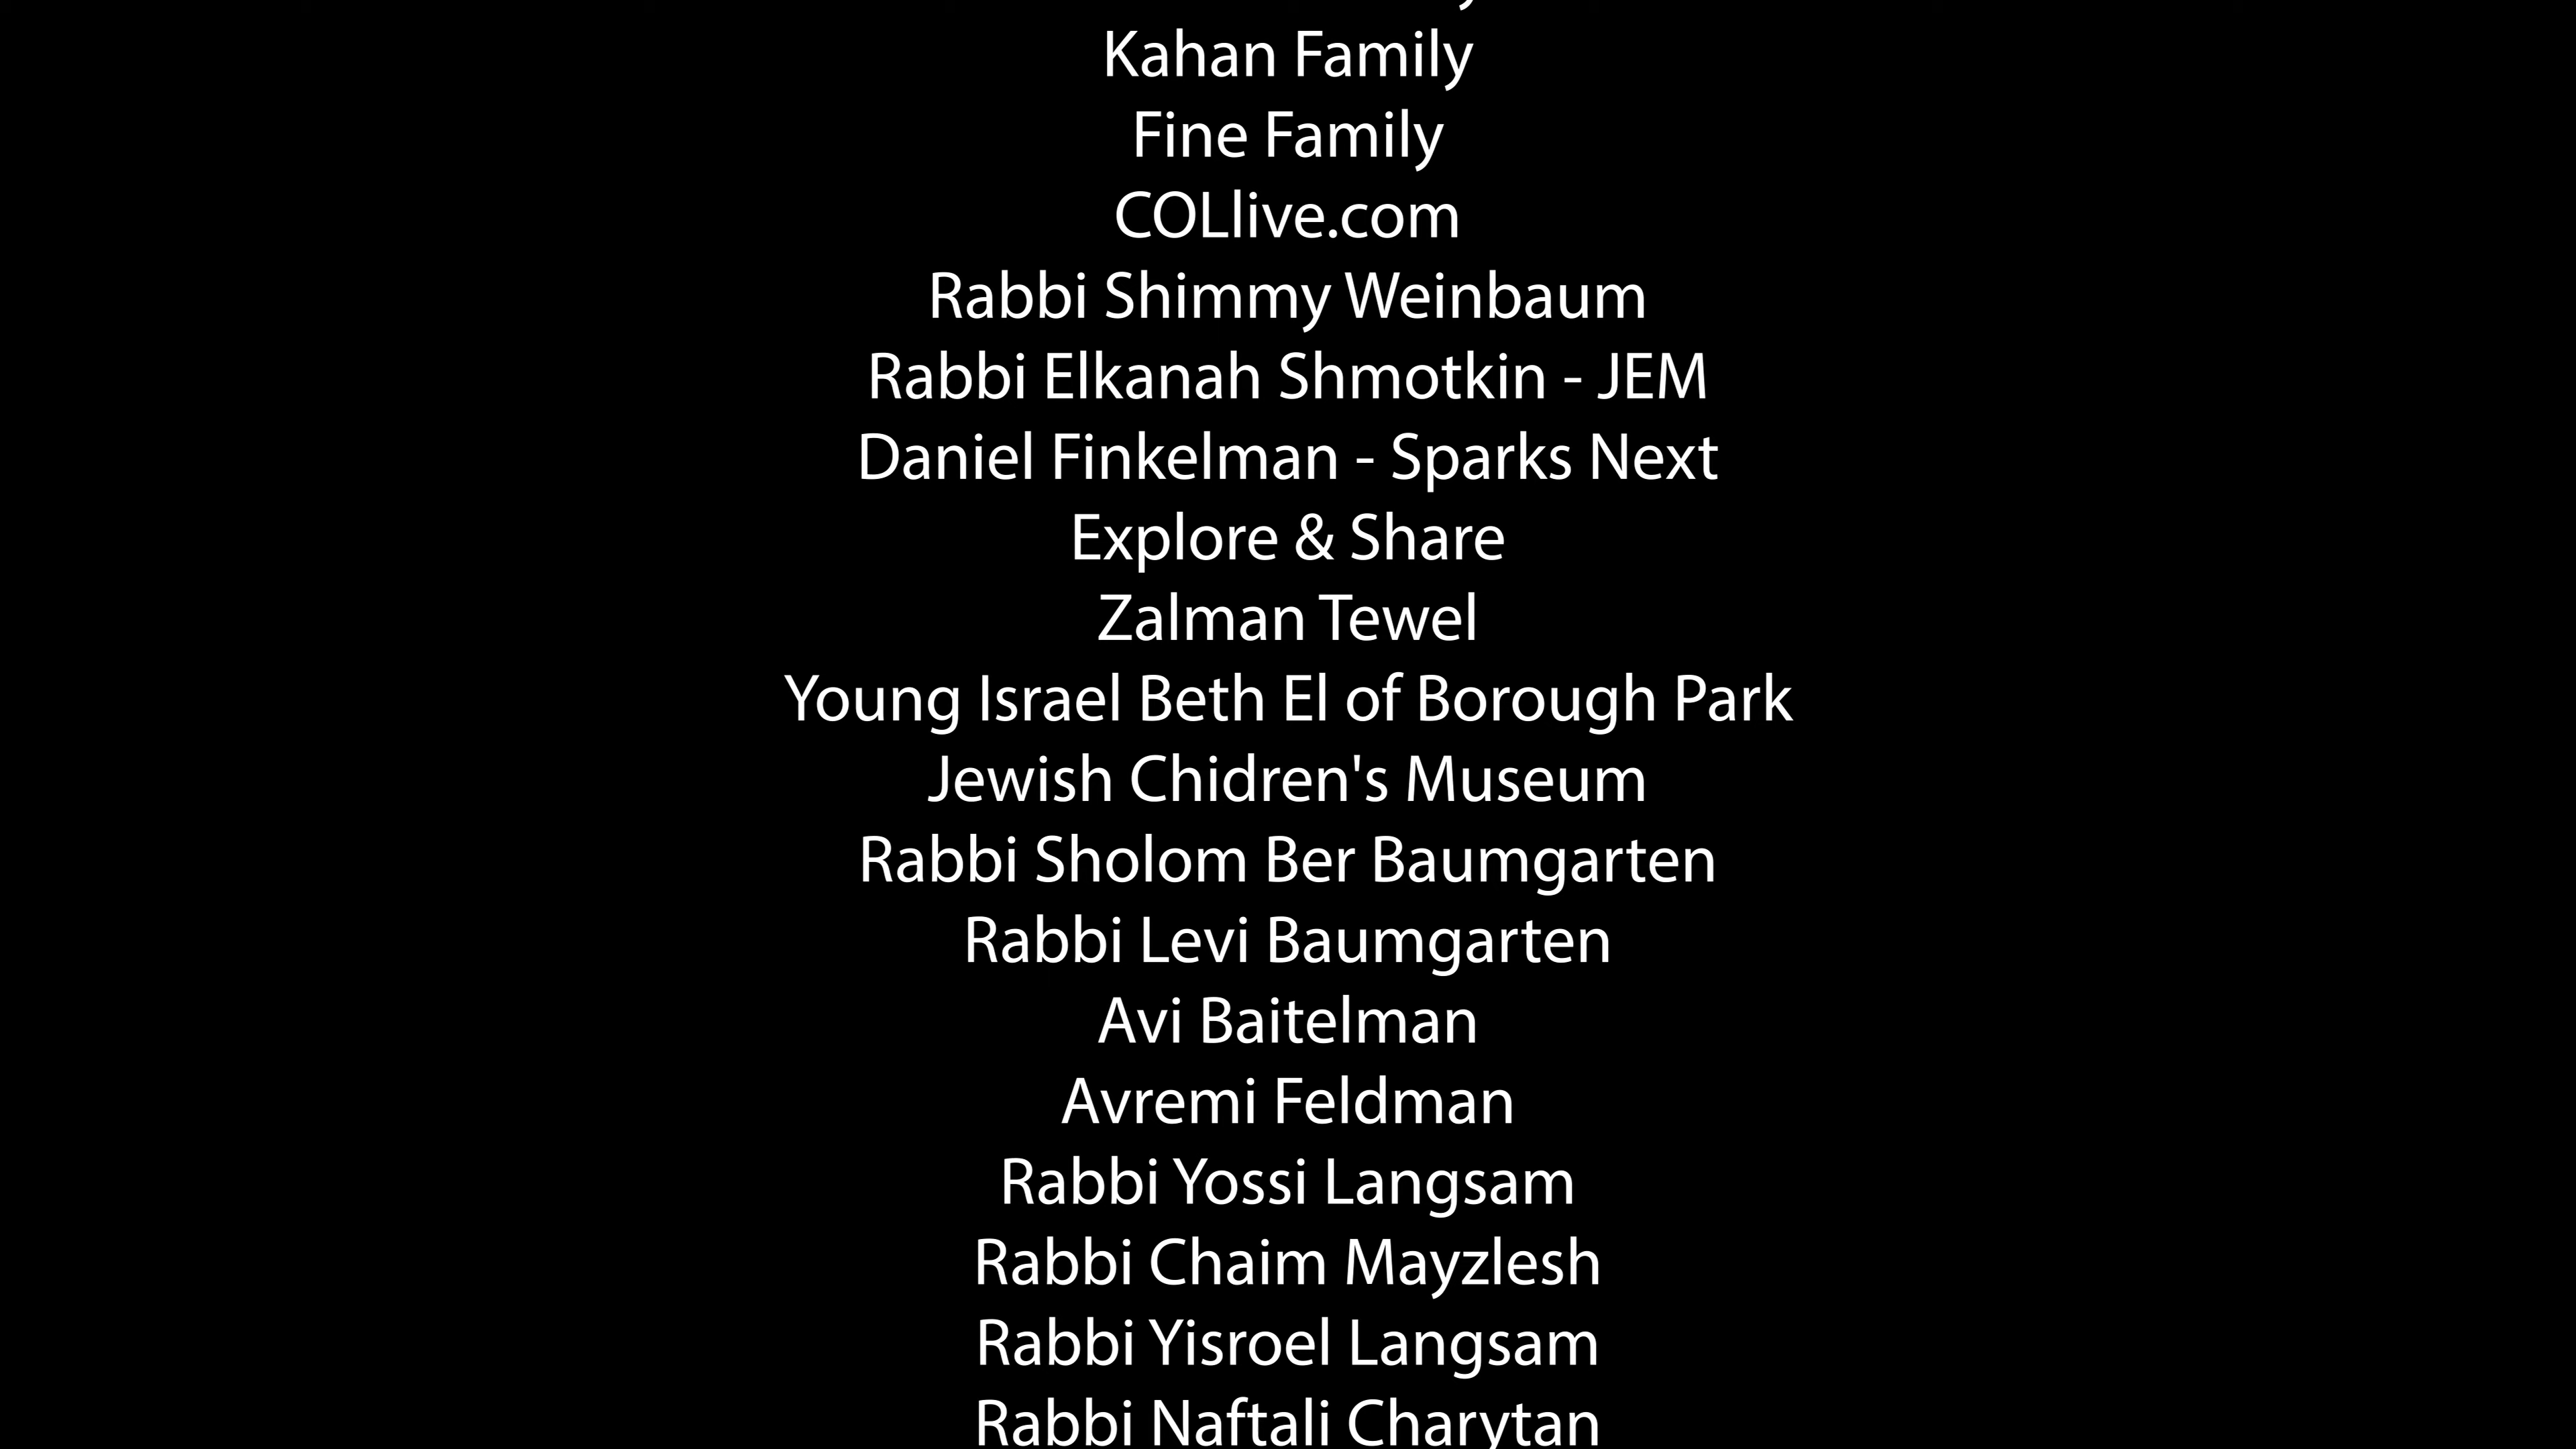 Kahan Family
Fine Family
COLlive.com
Rabbi Shimmy Weinbaum
Rabbi Elkanah Shmotkin - JEM
Daniel Finkelman - Sparks Next
Explore & Share
Zalman Tewel
Young Israel Beth El of Borough Park
Jewish Chidren's Museum
Rabbi Sholom Ber Baumgarten
Rabbi Levi Baumgarten
Avi Baitelman
Avremi Feldman
Rabbi Yossi Langsam
Rabbi Chaim Mayzlesh
Rabbi Yisroel Langsam
Rabbi Naftali Charytan